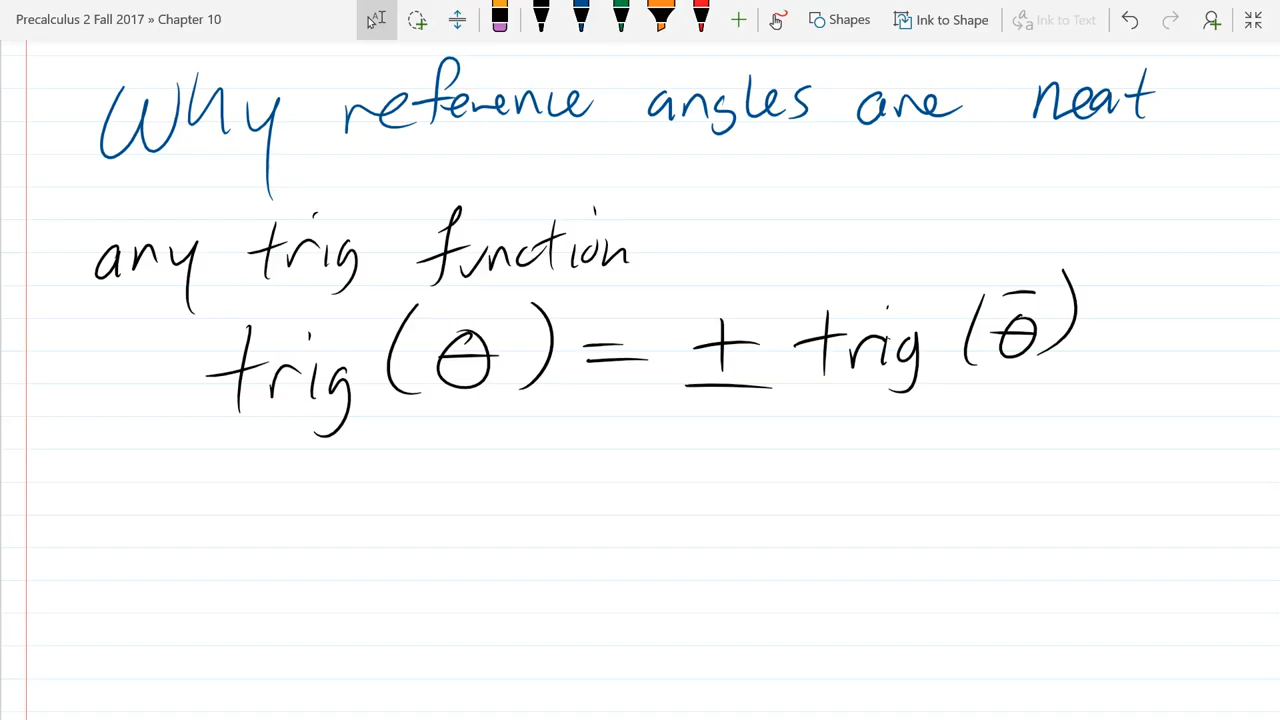 Precalculus 2 Fall 2017 » Chapter 10
Shapes
Ink to Shape
Ink to Text
Why reference angles are neat
any trig function
trig (θ) = ± trig (θ̄)